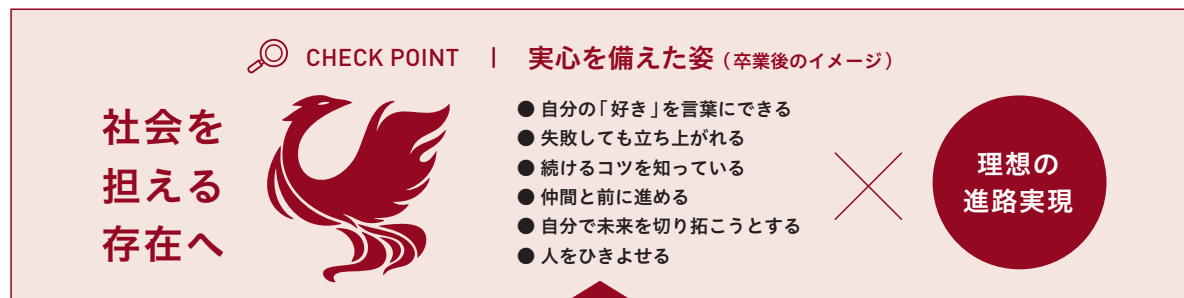 CHECK POINT | 実心を備えた姿（卒業後のイメージ）
社会を
担える
存在へ
● 自分の「好き」を言葉にできる
● 失敗しても立ち上がれる
● 続けるコツを知っている
● 仲間と前に進める
● 自分で未来を切り拓こうとする
● 人をひきよせる
理想の
進路実現